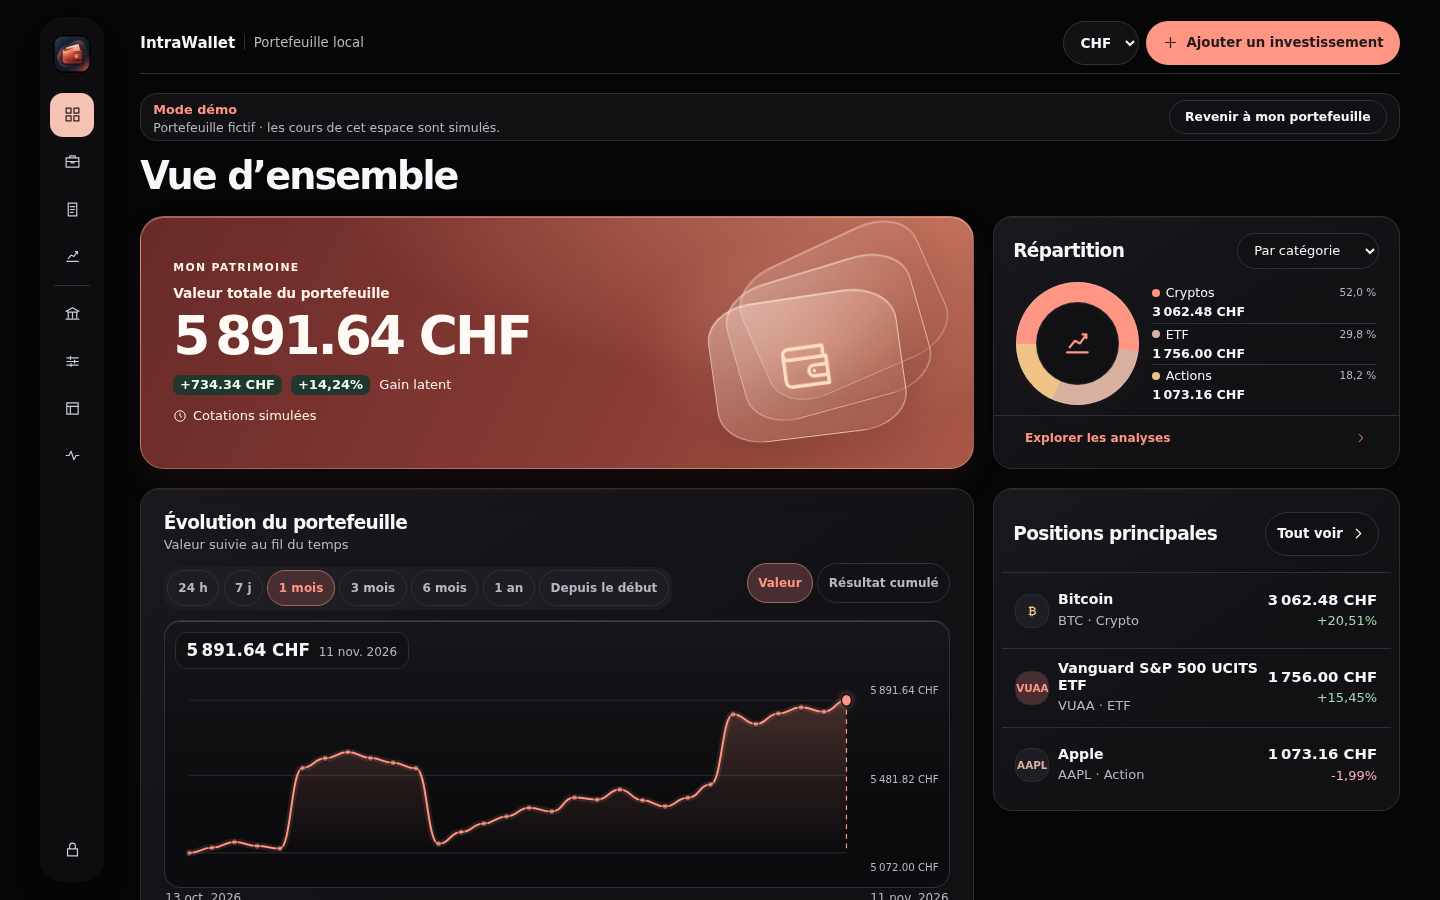 IntraWallet
Portefeuille local
CHF
Ajouter un investissement
Mode démo
Portefeuille fictif · les cours de cet espace sont simulés.
Revenir à mon portefeuille
Vue d’ensemble
MON PATRIMOINE
Valeur totale du portefeuille
5 891.64 CHF
+734.34 CHF
+14,24%
Gain latent
Cotations simulées
Répartition
Par catégorie
Cryptos
52,0 %
3 062.48 CHF
ETF
29,8 %
1 756.00 CHF
Actions
18,2 %
1 073.16 CHF
Explorer les analyses
Évolution du portefeuille
Valeur suivie au fil du temps
24 h
7 j
1 mois
3 mois
6 mois
1 an
Depuis le début
Valeur
Résultat cumulé
5 891.64 CHF 11 nov. 2026
5 891.64 CHF
5 481.82 CHF
5 072.00 CHF
13 oct. 2026
11 nov. 2026
Positions principales
Tout voir
Bitcoin
BTC · Crypto
3 062.48 CHF
+20,51%
VUAA
Vanguard S&P 500 UCITS
ETF
VUAA · ETF
1 756.00 CHF
+15,45%
AAPL
Apple
AAPL · Action
1 073.16 CHF
-1,99%